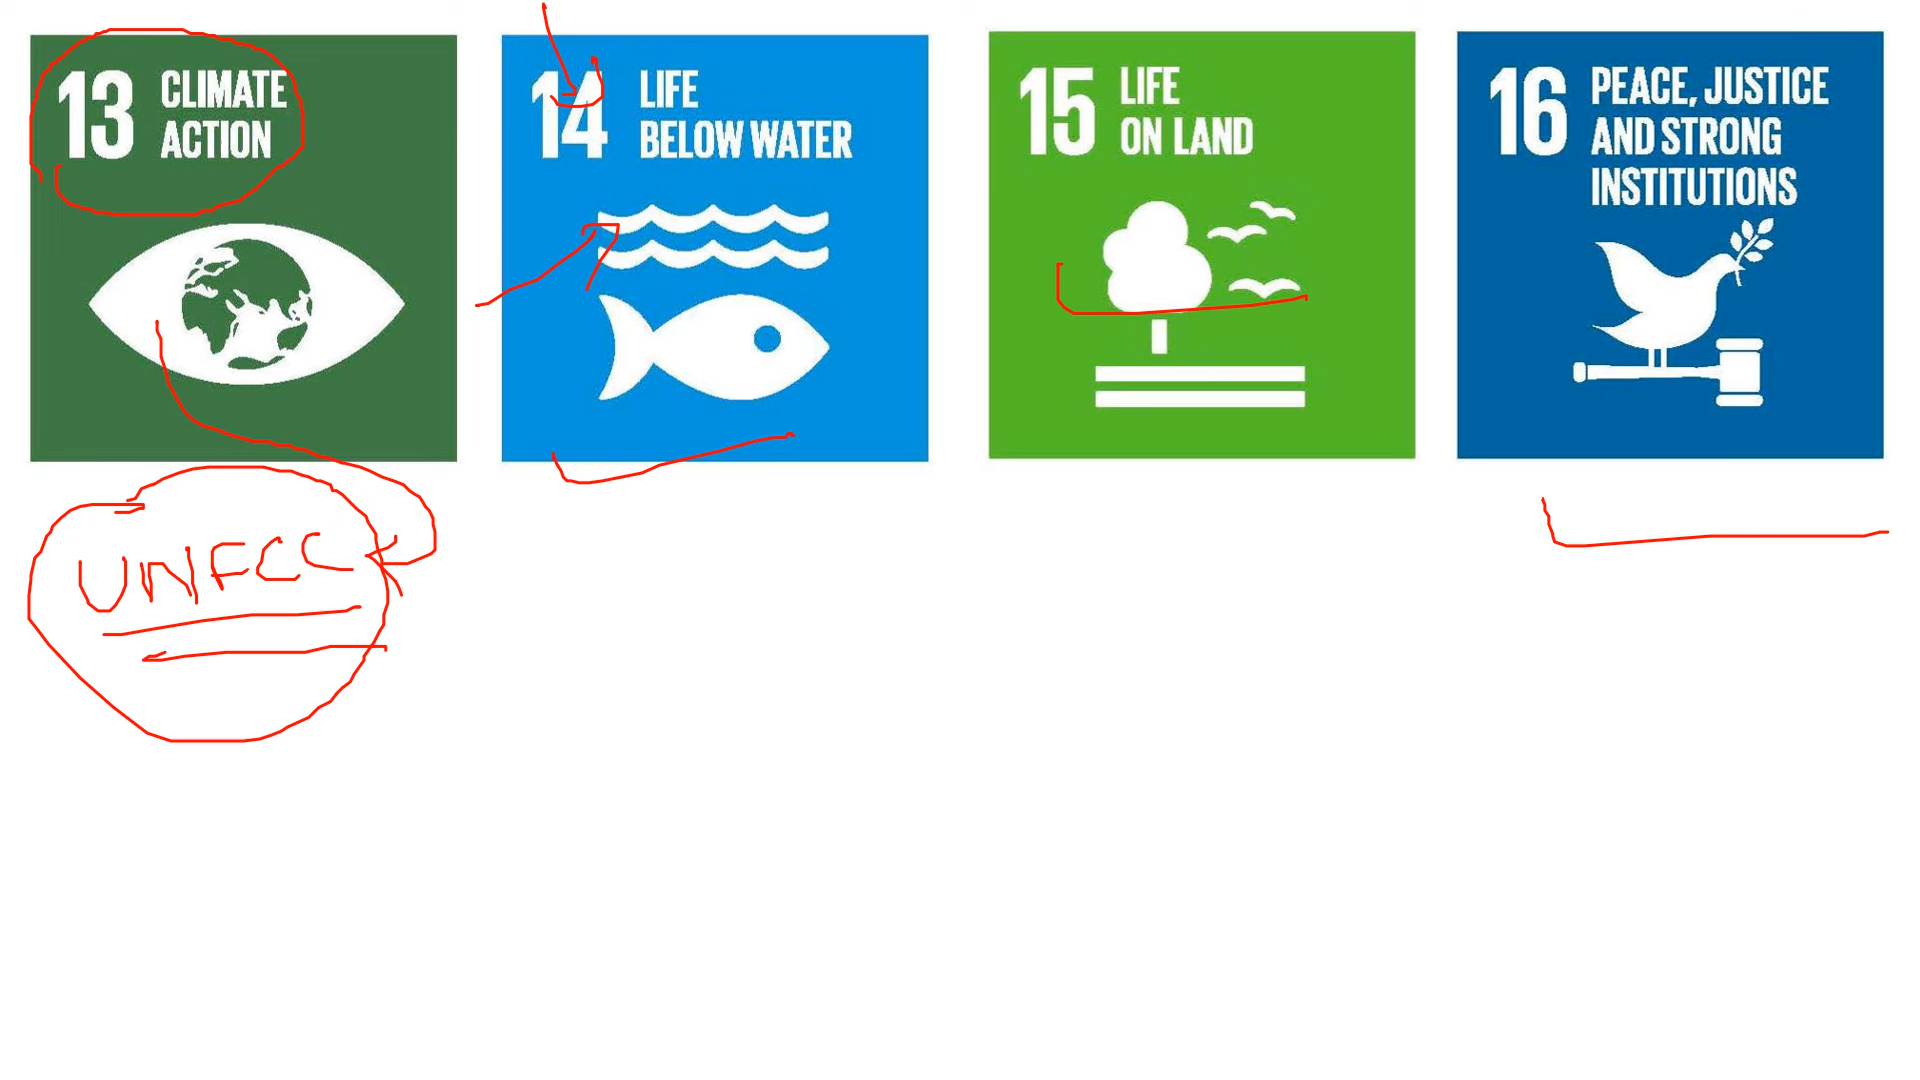 13 CLIMATE
ACTION
14 LIFE
BELOW WATER
15 LIFE
ON LAND
16 PEACE, JUSTICE
AND STRONG
INSTITUTIONS
UNFCC